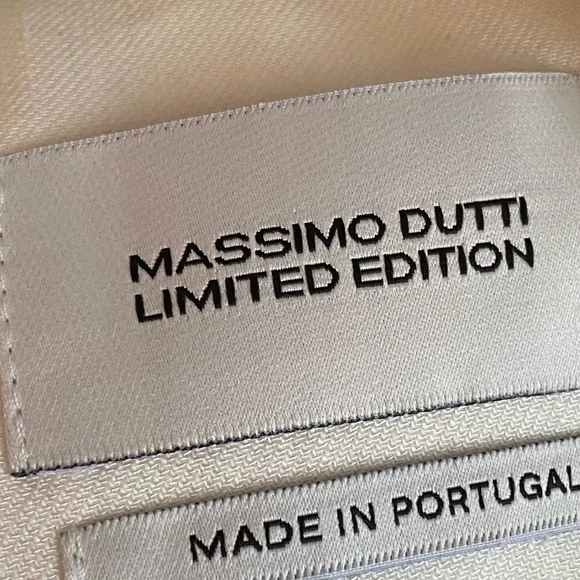 MASSIMO DUTTI
LIMITED EDITION
MADE IN PORTUGAL